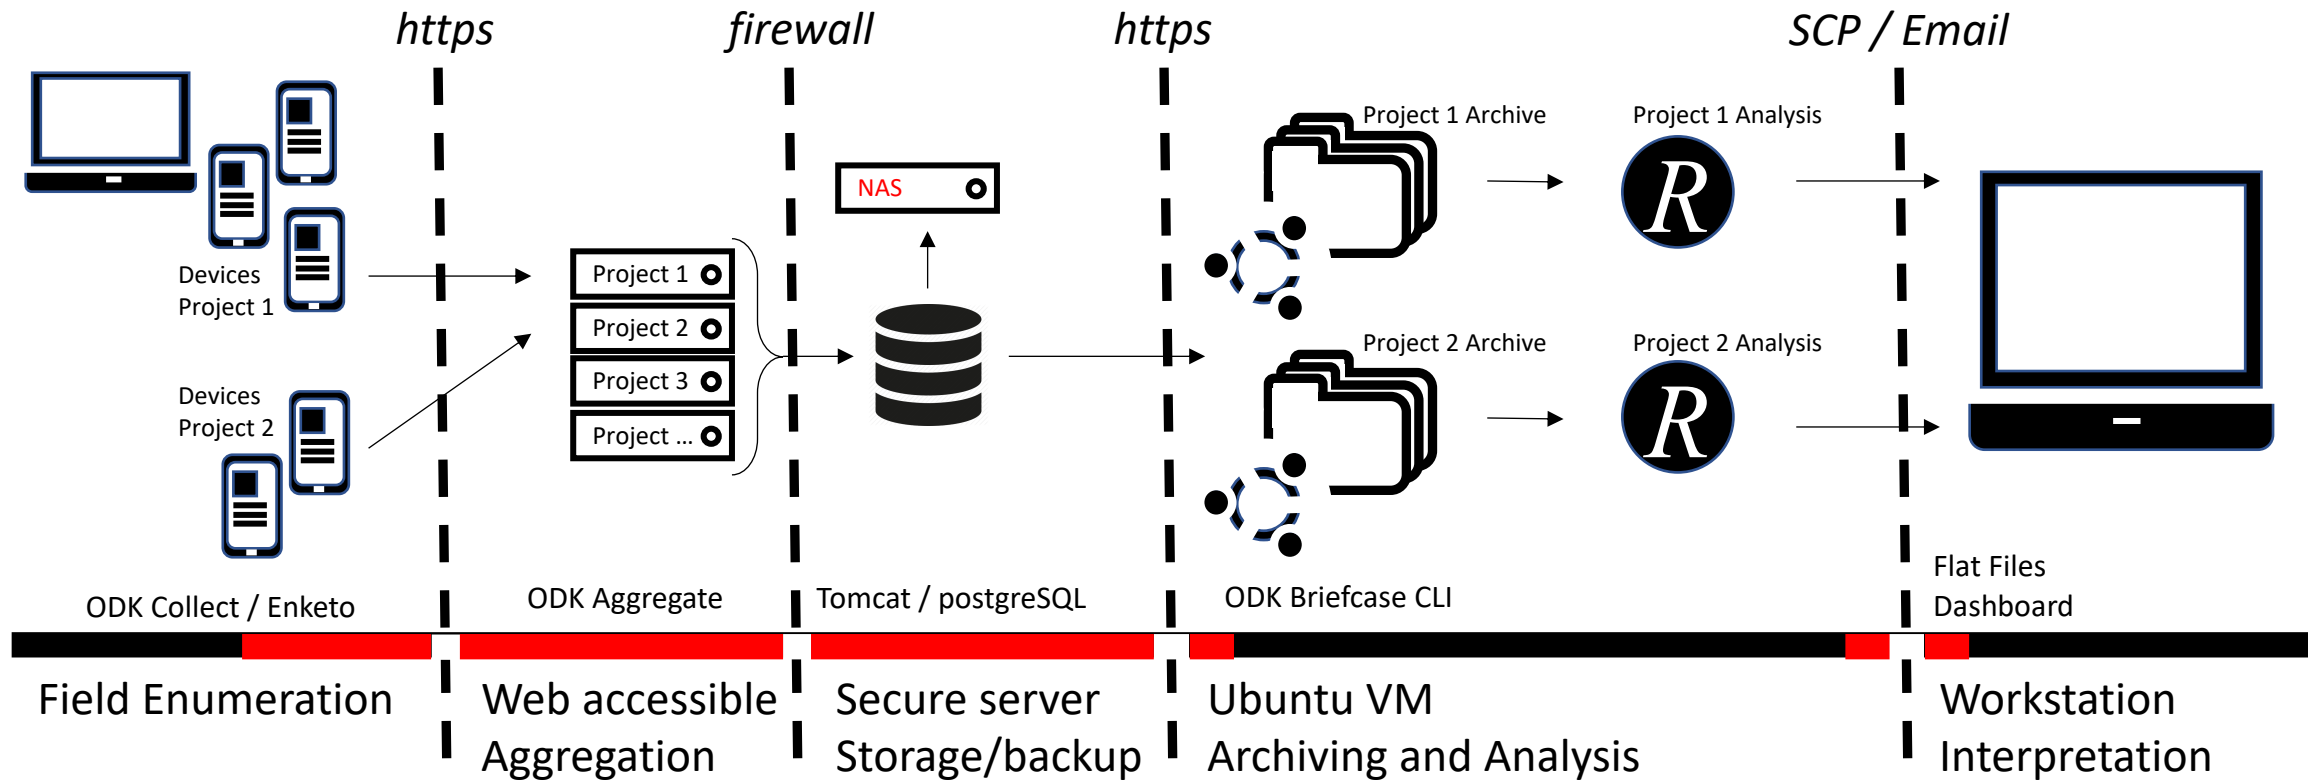 https
firewall
https
SCP / Email
Project 1 Archive
Project 1 Analysis
R
NAS
Devices
Project 1
Project 1
Project 2
Project 3
Project ...
Project 2 Archive
Project 2 Analysis
R
Devices
Project 2
ODK Collect / Enketo
ODK Aggregate
Tomcat / postgreSQL
ODK Briefcase CLI
Flat Files
Dashboard
Field Enumeration
Web accessible
Aggregation
Secure server
Storage/backup
Ubuntu VM
Archiving and Analysis
Workstation
Interpretation